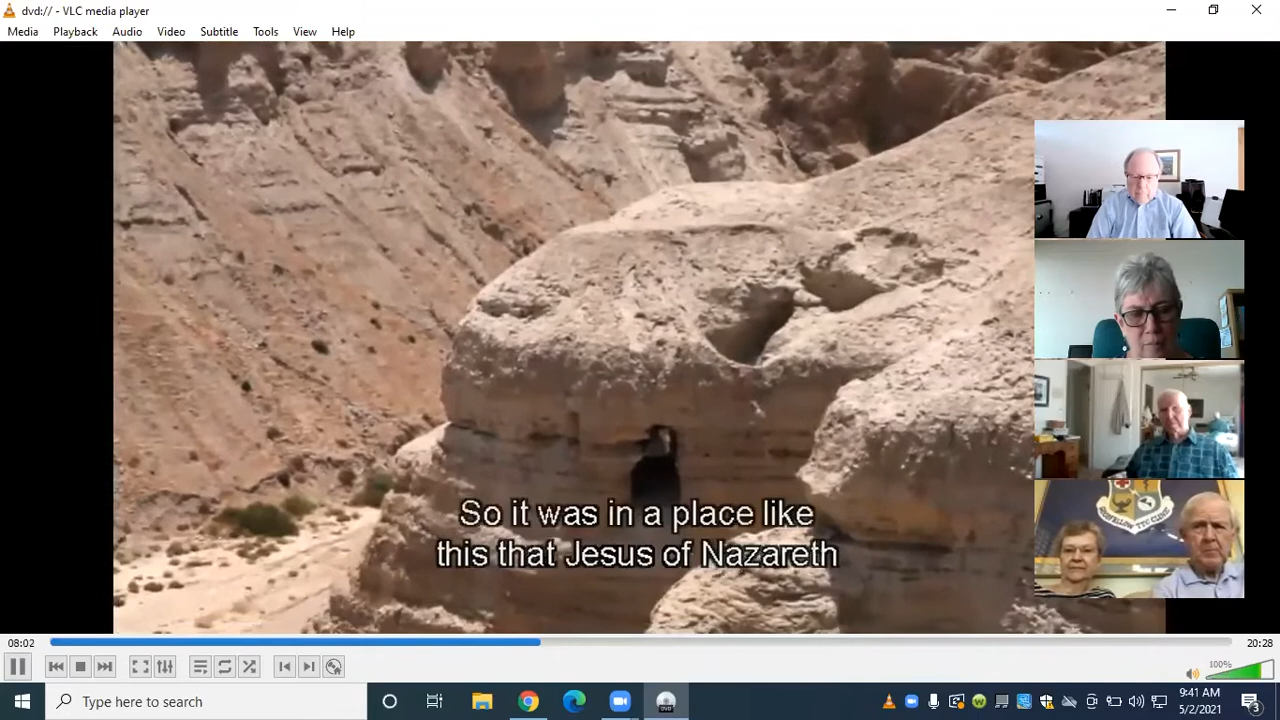 dvd:// - VLC media player
Media Playback Audio Video Subtitle Tools View Help
So it was in a place like
this that Jesus of Nazareth
08:02
20:28
100%
Type here to search
9:41 AM
5/2/2021
3